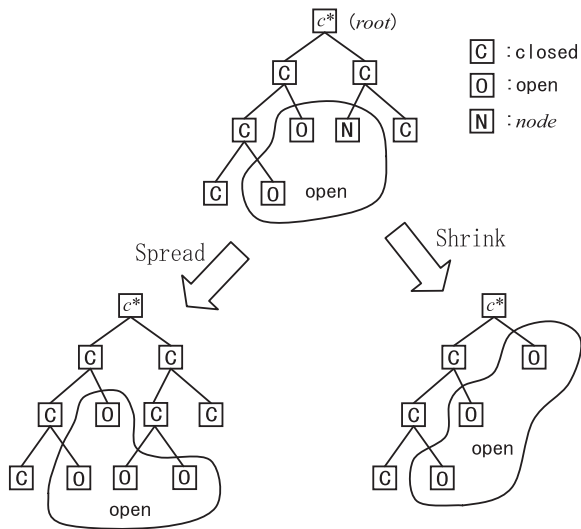 c* (root)
C : closed
C C
O : open
C O N C
N : node
C O open
Spread
Shrink
c*
c*
C C
C O
C O C C
C O
open
C O O O
C O
open